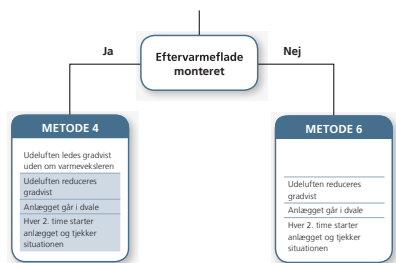 Ja
Eftervarmeflade
monteret
Nej
METODE 4
Udeluften ledes gradvist
uden om varmeveksleren
Udeluften reduceres
gradvist
Anlægget går i dvale
Hver 2. time starter
anlægget og tjekker
situationen
METODE 6
Udeluften reduceres
gradvist
Anlægget går i dvale
Hver 2. time starter
anlægget og tjekker
situationen